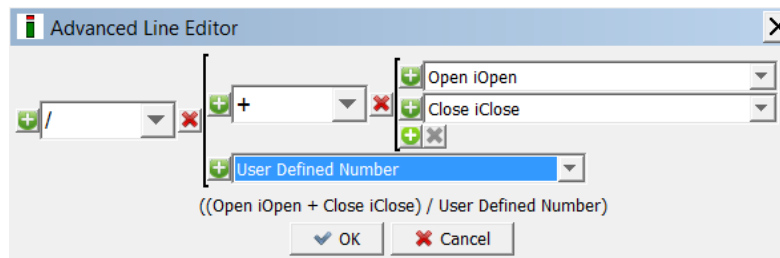 Advanced Line Editor
Open iOpen
/
+
Close iClose
User Defined Number
((Open iOpen + Close iClose) / User Defined Number)
OK
Cancel